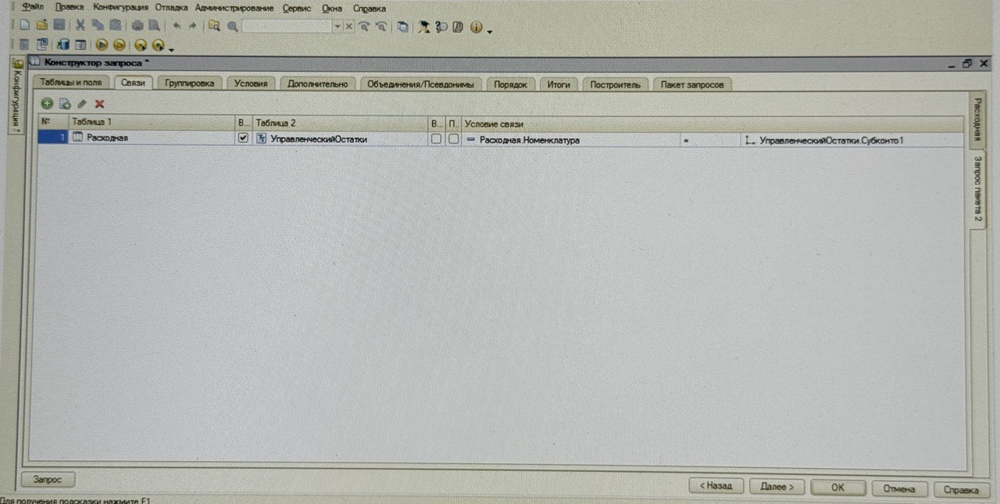 Файл Правка Конфигурация Отладка Администрирование Сервис Окна Справка
Конструктор запроса *
Конфигурация *
Таблицы и поля Связи Группировка Условия Дополнительно Объединения/Псевдонимы Порядок Итоги Построитель Пакет запросов
№ Таблица 1 В... Таблица 2 В... П.. Условие связи
1 Расходная УправленческийОстатки Расходная.Номенклатура = УправленческийОстатки.Субконто1
Расходная
Запрос пакета 2
Запрос < Назад Далее > OK Отмена Справка
Для получения подсказки нажмите F1